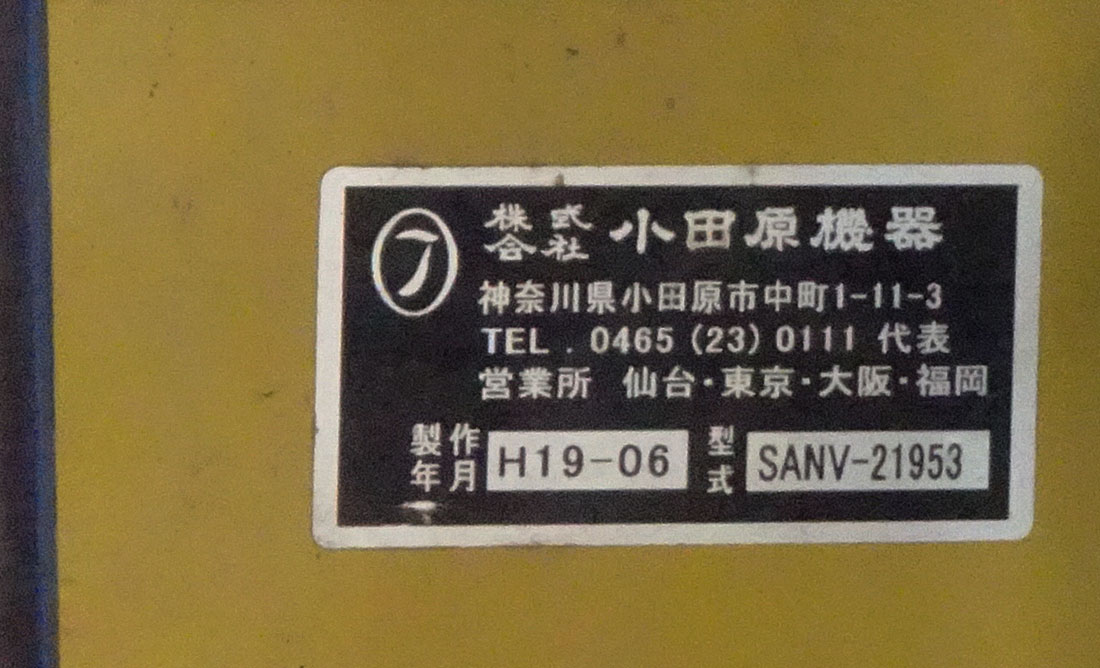 株式会社 小田原機器
神奈川県小田原市中町1-11-3
TEL . 0465 (23) 0111 代表
営業所 仙台・東京・大阪・福岡
製作年月 H19-06 型式 SANV-21953